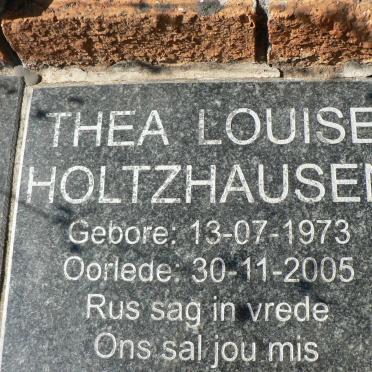 THEA LOUISE
HOLTZHAUSEN
Gebore: 13-07-1973
Oorlede: 30-11-2005
Rus sag in vrede
Ons sal jou mis